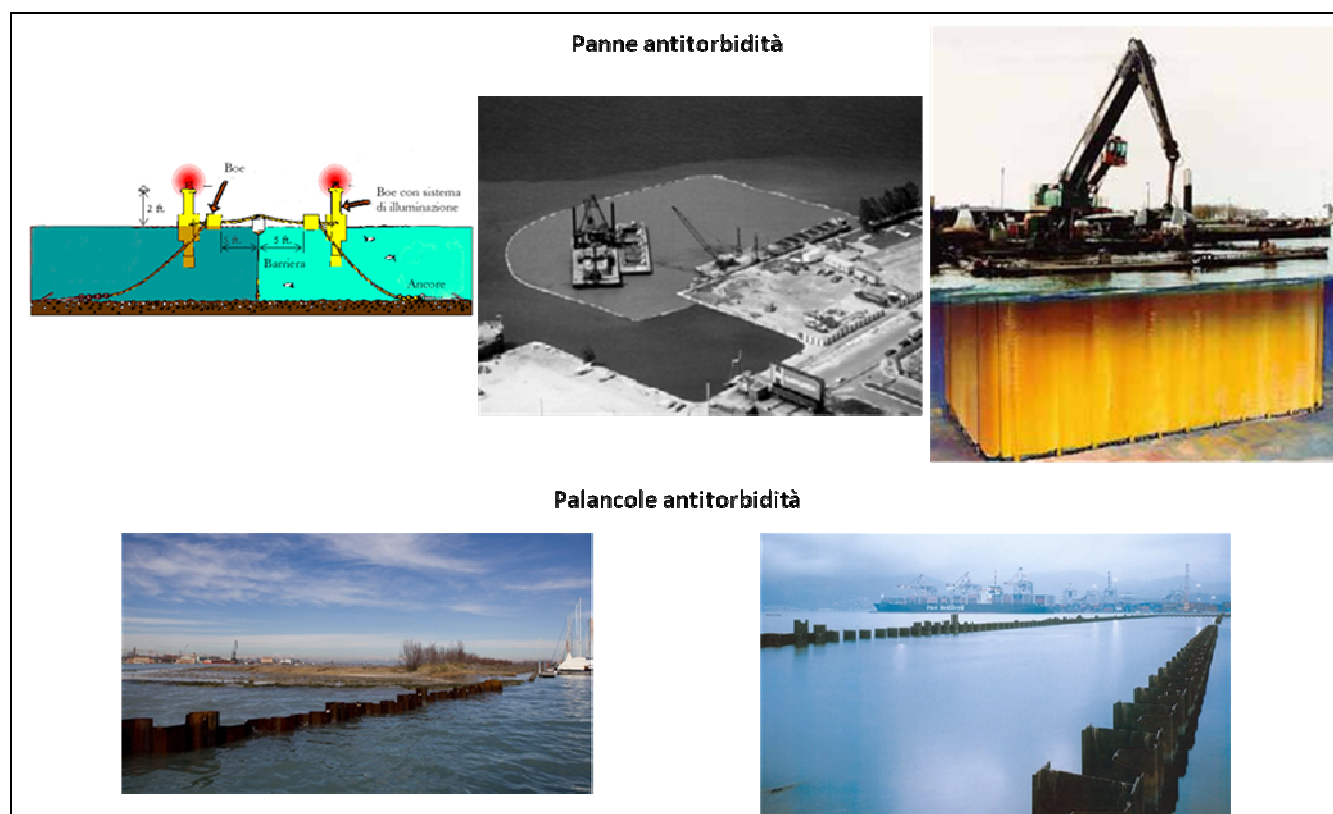 Panne antitorbidità
Boe
Boe con sistema
di illuminazione
2 ft.
5 ft.
5 ft.
Barriera
Ancore
Palancole antitorbidità